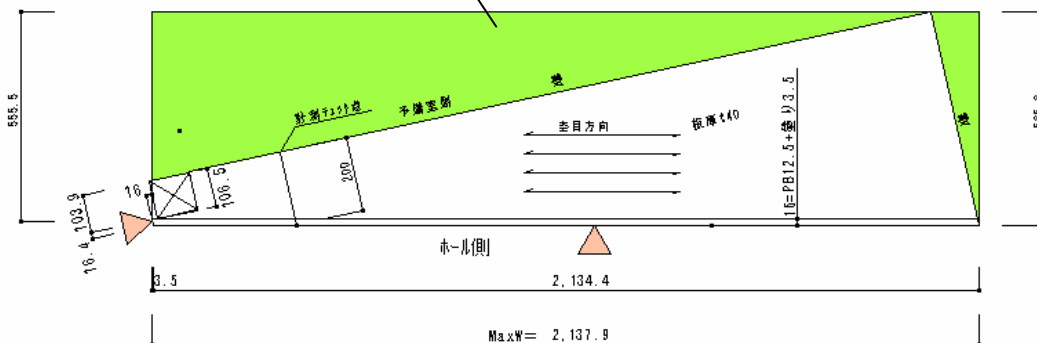 555.5
壁
予備室側
計測チェック点
杢目方向
板厚t40
壁
16=PB12.5+塗り3.5
200
106.5
16
103.9
16.4
ホール側
3.5
2,134.4
MaxW= 2,137.9